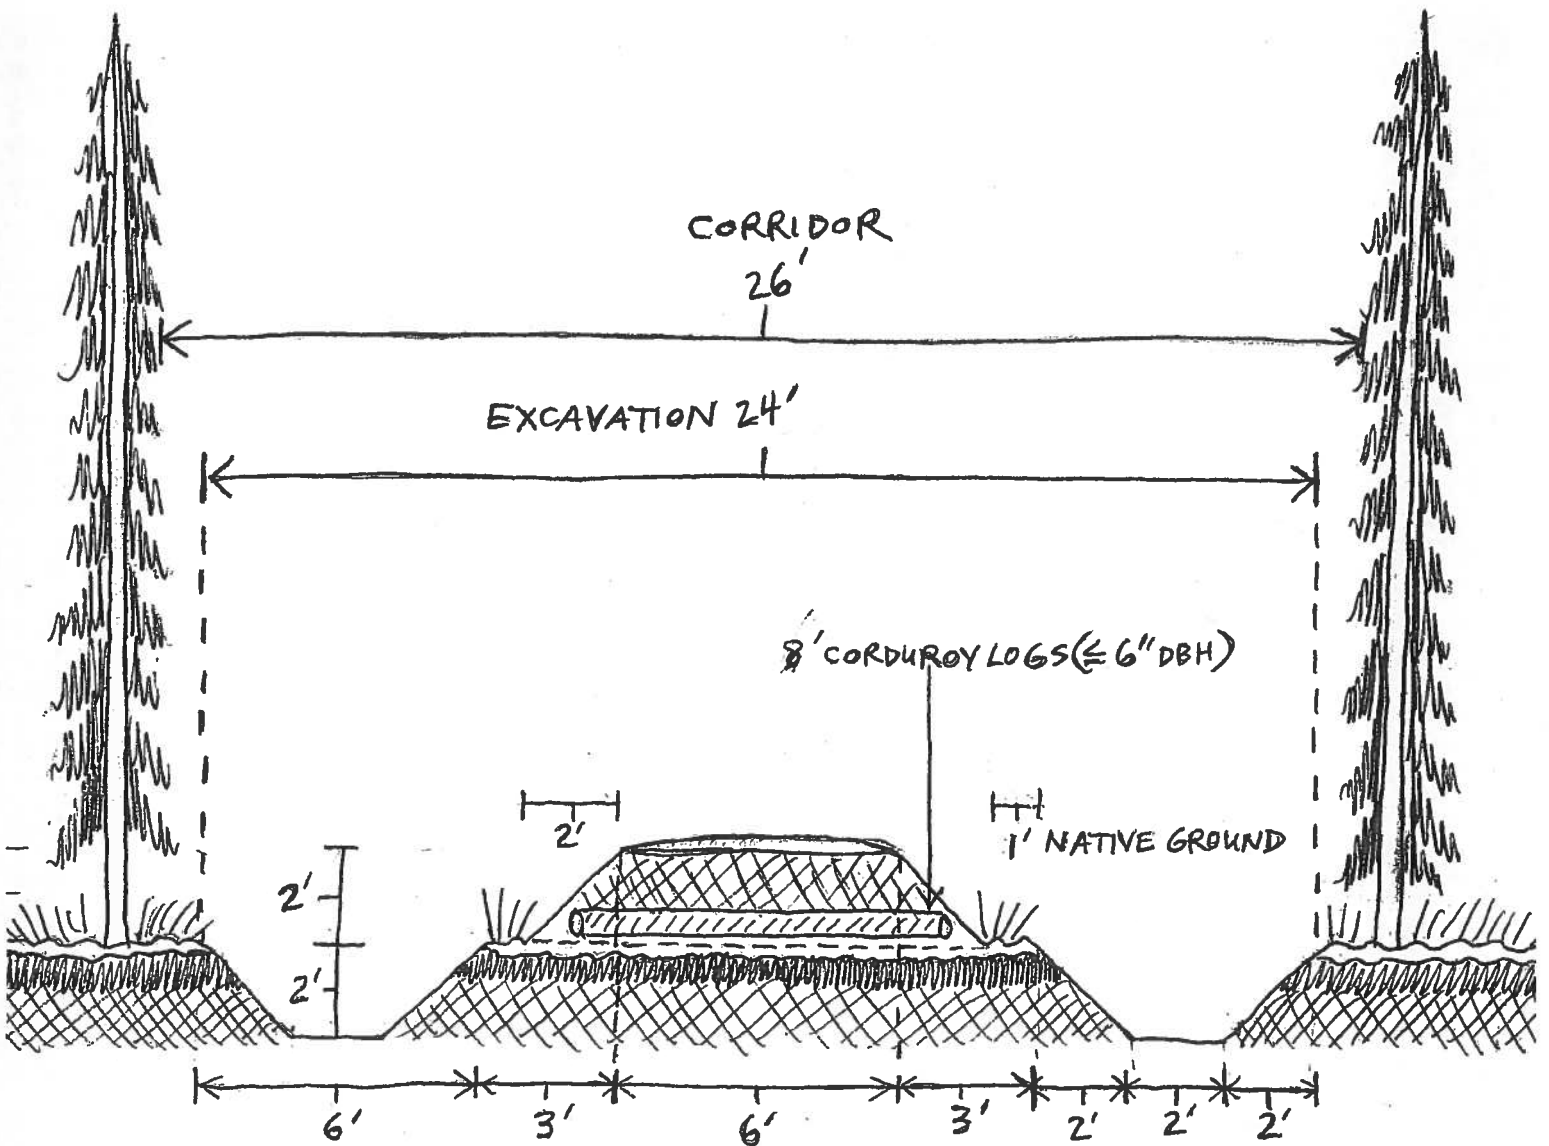 CORRIDOR
26'
EXCAVATION 24'
8' CORDUROY LOGS (≤ 6" DBH)
2'
1' NATIVE GROUND
2'
2'
6' 3' 6' 3' 2' 2' 2'